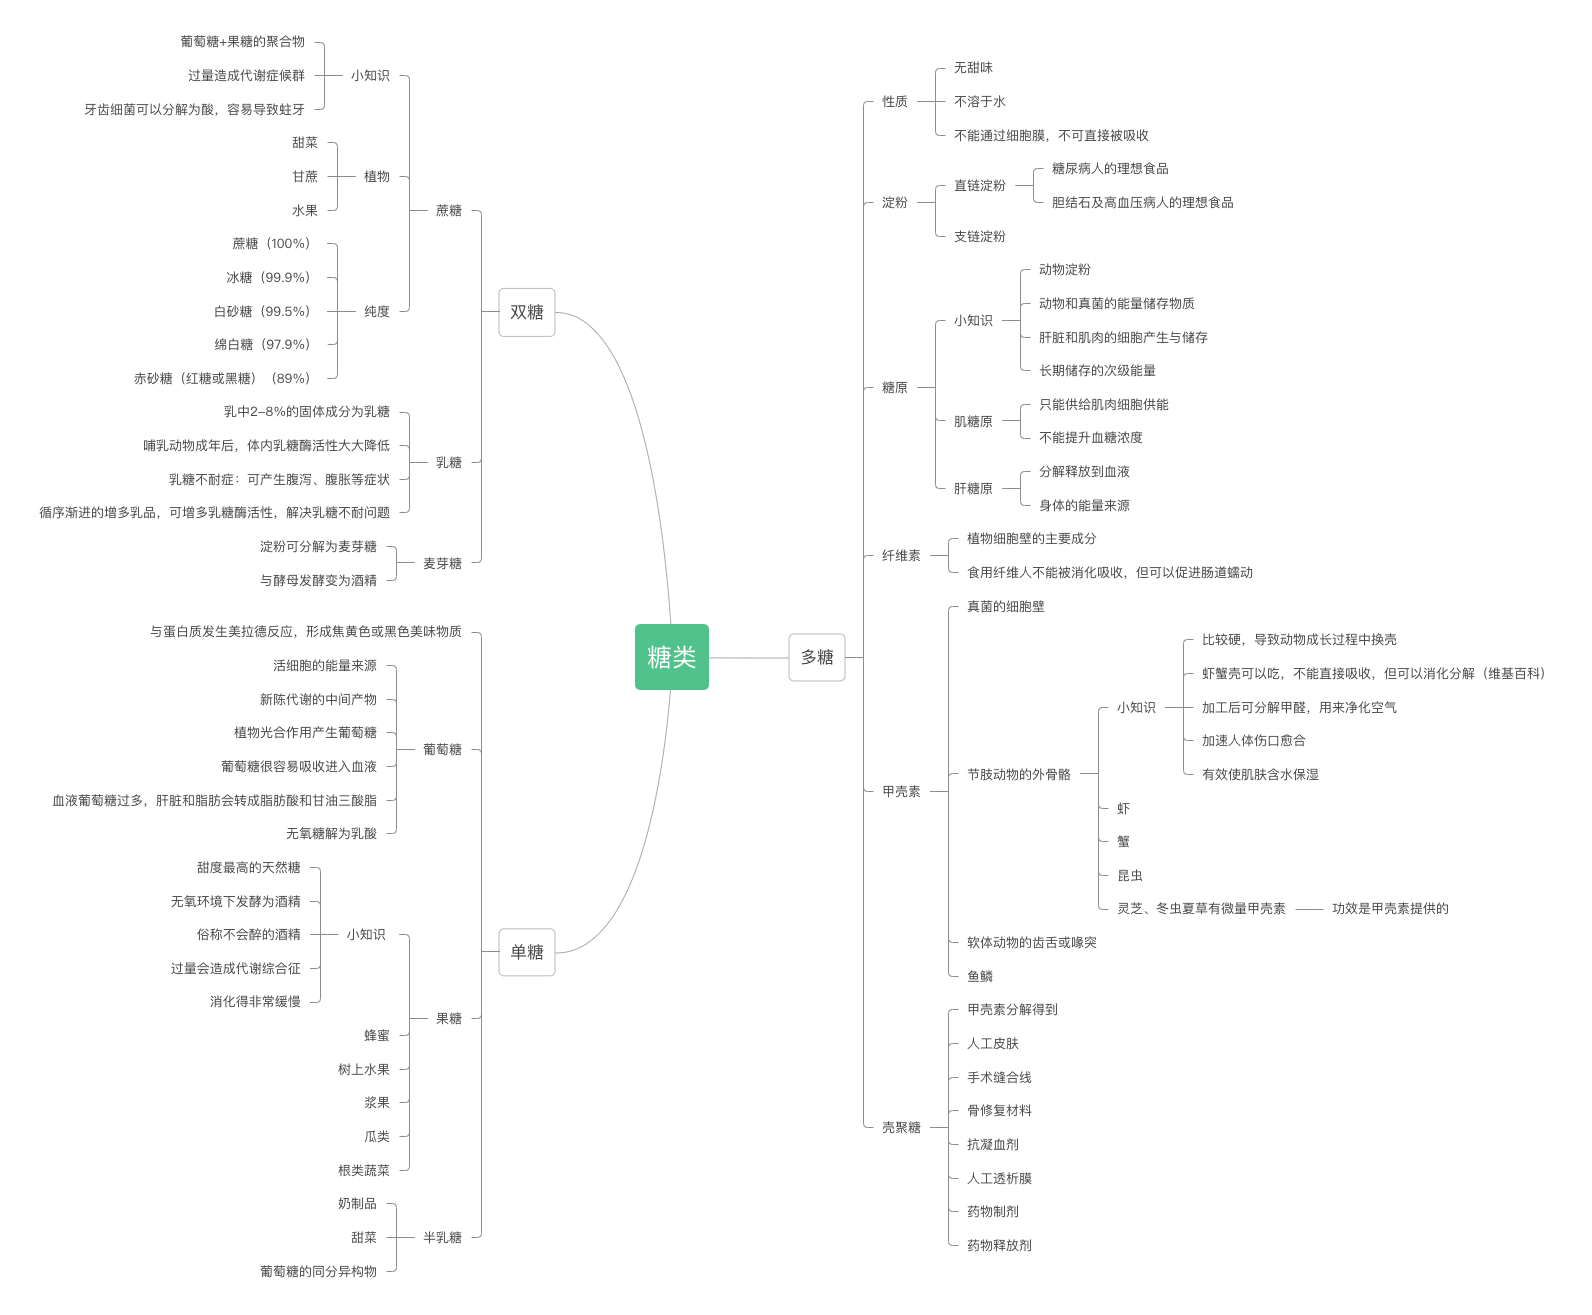 糖类
双糖
蔗糖
小知识
葡萄糖+果糖的聚合物
过量造成代谢症候群
牙齿细菌可以分解为酸，容易导致蛀牙
植物
甜菜
甘蔗
水果
纯度
蔗糖（100%）
冰糖（99.9%）
白砂糖（99.5%）
绵白糖（97.9%）
赤砂糖（红糖或黑糖）（89%）
乳糖
乳中2-8%的固体成分为乳糖
哺乳动物成年后，体内乳糖酶活性大大降低
乳糖不耐症：可产生腹泻、腹胀等症状
循序渐进的增多乳品，可增多乳糖酶活性，解决乳糖不耐问题
麦芽糖
淀粉可分解为麦芽糖
与酵母发酵变为酒精
单糖
与蛋白质发生美拉德反应，形成焦黄色或黑色美味物质
葡萄糖
活细胞的能量来源
新陈代谢的中间产物
植物光合作用产生葡萄糖
葡萄糖很容易吸收进入血液
血液葡萄糖过多，肝脏和脂肪会转成脂肪酸和甘油三酸脂
无氧糖解为乳酸
果糖
小知识
甜度最高的天然糖
无氧环境下发酵为酒精
俗称不会醉的酒精
过量会造成代谢综合征
消化得非常缓慢
蜂蜜
树上水果
浆果
瓜类
根类蔬菜
半乳糖
奶制品
甜菜
葡萄糖的同分异构物
多糖
性质
无甜味
不溶于水
不能通过细胞膜，不可直接被吸收
淀粉
直链淀粉
糖尿病人的理想食品
胆结石及高血压病人的理想食品
支链淀粉
糖原
小知识
动物淀粉
动物和真菌的能量储存物质
肝脏和肌肉的细胞产生与储存
长期储存的次级能量
肌糖原
只能供给肌肉细胞供能
不能提升血糖浓度
肝糖原
分解释放到血液
身体的能量来源
纤维素
植物细胞壁的主要成分
食用纤维人不能被消化吸收，但可以促进肠道蠕动
甲壳素
真菌的细胞壁
节肢动物的外骨骼
小知识
比较硬，导致动物成长过程中换壳
虾蟹壳可以吃，不能直接吸收，但可以消化分解（维基百科）
加工后可分解甲醛，用来净化空气
加速人体伤口愈合
有效使肌肤含水保湿
虾
蟹
昆虫
灵芝、冬虫夏草有微量甲壳素
功效是甲壳素提供的
软体动物的齿舌或喙突
鱼鳞
壳聚糖
甲壳素分解得到
人工皮肤
手术缝合线
骨修复材料
抗凝血剂
人工透析膜
药物制剂
药物释放剂